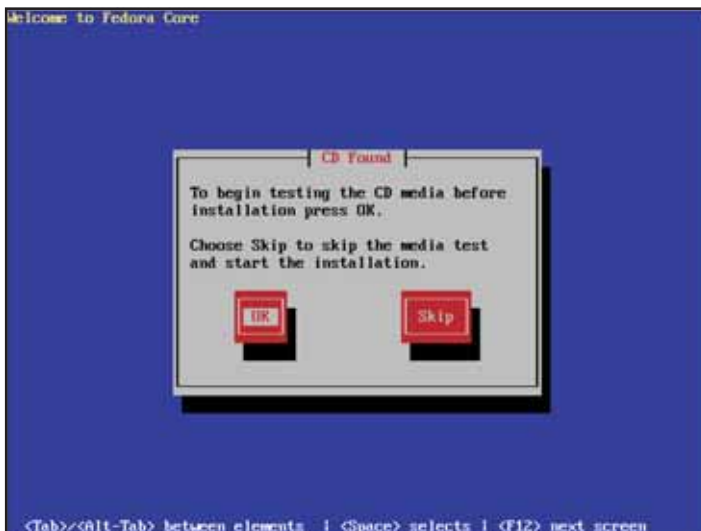 Welcome to Fedora Core
CD Found
To begin testing the CD media before
installation press OK.
Choose Skip to skip the media test
and start the installation.
OK Skip
<Tab>/<Alt-Tab> between elements | <Space> selects | <F12> next screen